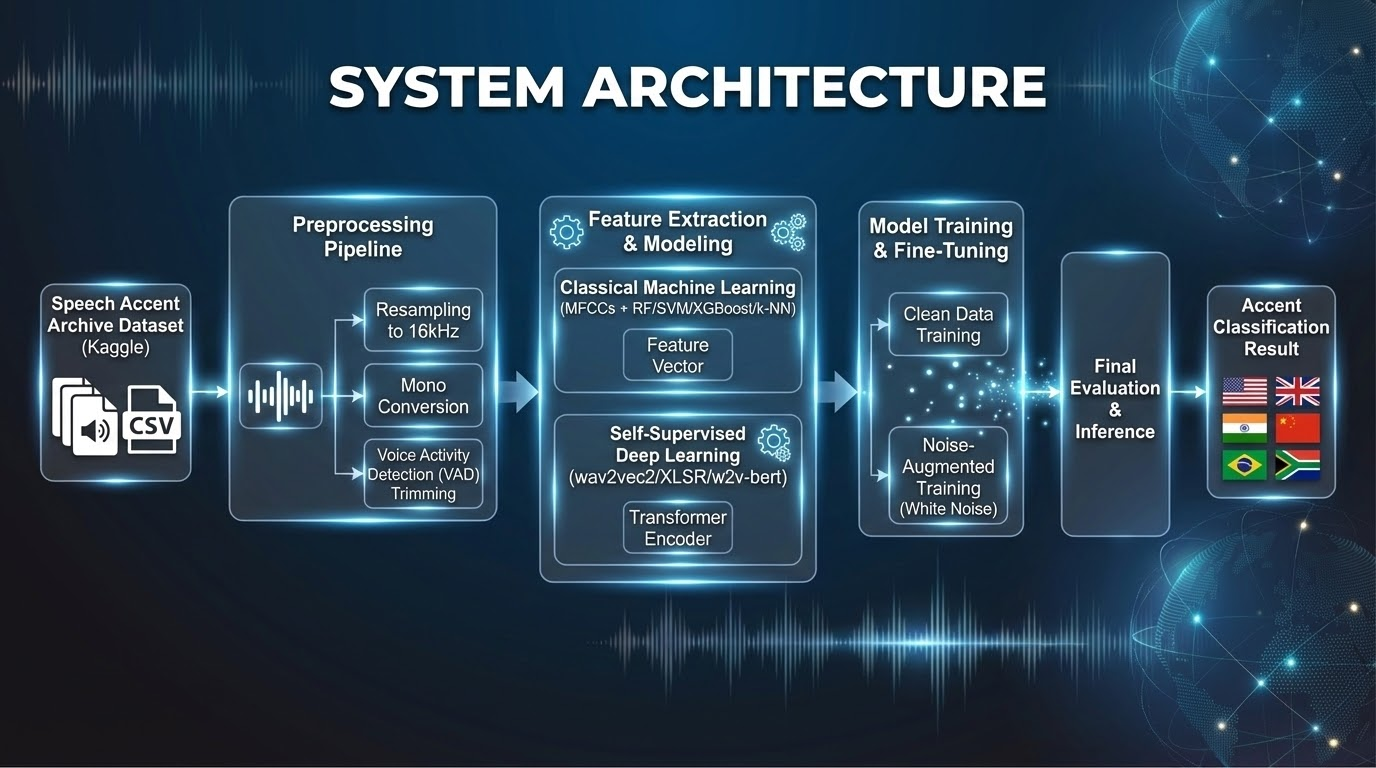 SYSTEM ARCHITECTURE
Speech Accent
Archive Dataset
(Kaggle)
CSV
Preprocessing
Pipeline
Resampling
to 16kHz
Mono
Conversion
Voice Activity
Detection (VAD)
Trimming
Feature Extraction
& Modeling
Classical Machine Learning
(MFCCs + RF/SVM/XGBoost/k-NN)
Feature
Vector
Self-Supervised
Deep Learning
(wav2vec2/XLSR/w2v-bert)
Transformer
Encoder
Model Training
& Fine-Tuning
Clean Data
Training
Noise-
Augmented
Training
(White Noise)
Final
Evaluation
&
Inference
Accent
Classification
Result